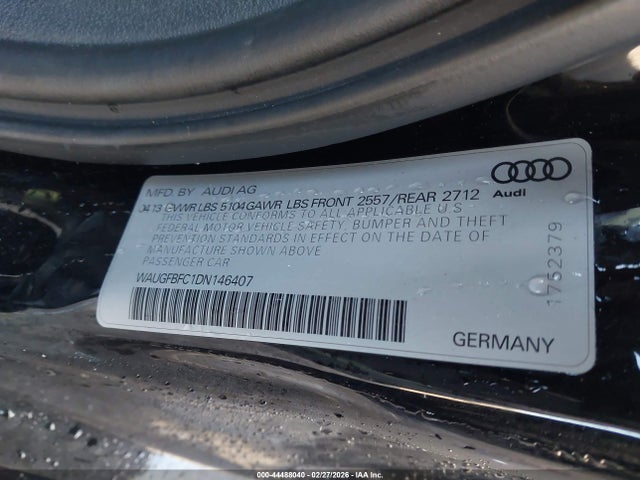 MFD BY AUDI AG
3413 GVWR LBS 5104 GAWR LBS FRONT 2557/REAR 2712
THIS VEHICLE CONFORMS TO ALL APPLICABLE U.S.
FEDERAL MOTOR VEHICLE SAFETY, BUMPER AND THEFT
PREVENTION STANDARDS IN EFFECT ON THE DATE OF
MANUFACTURE SHOWN ABOVE
PASSENGER CAR
WAUGFBFC1DN146407
Audi
1752379
GERMANY
000-44488040 | 02/27/2026 | IAA Inc.